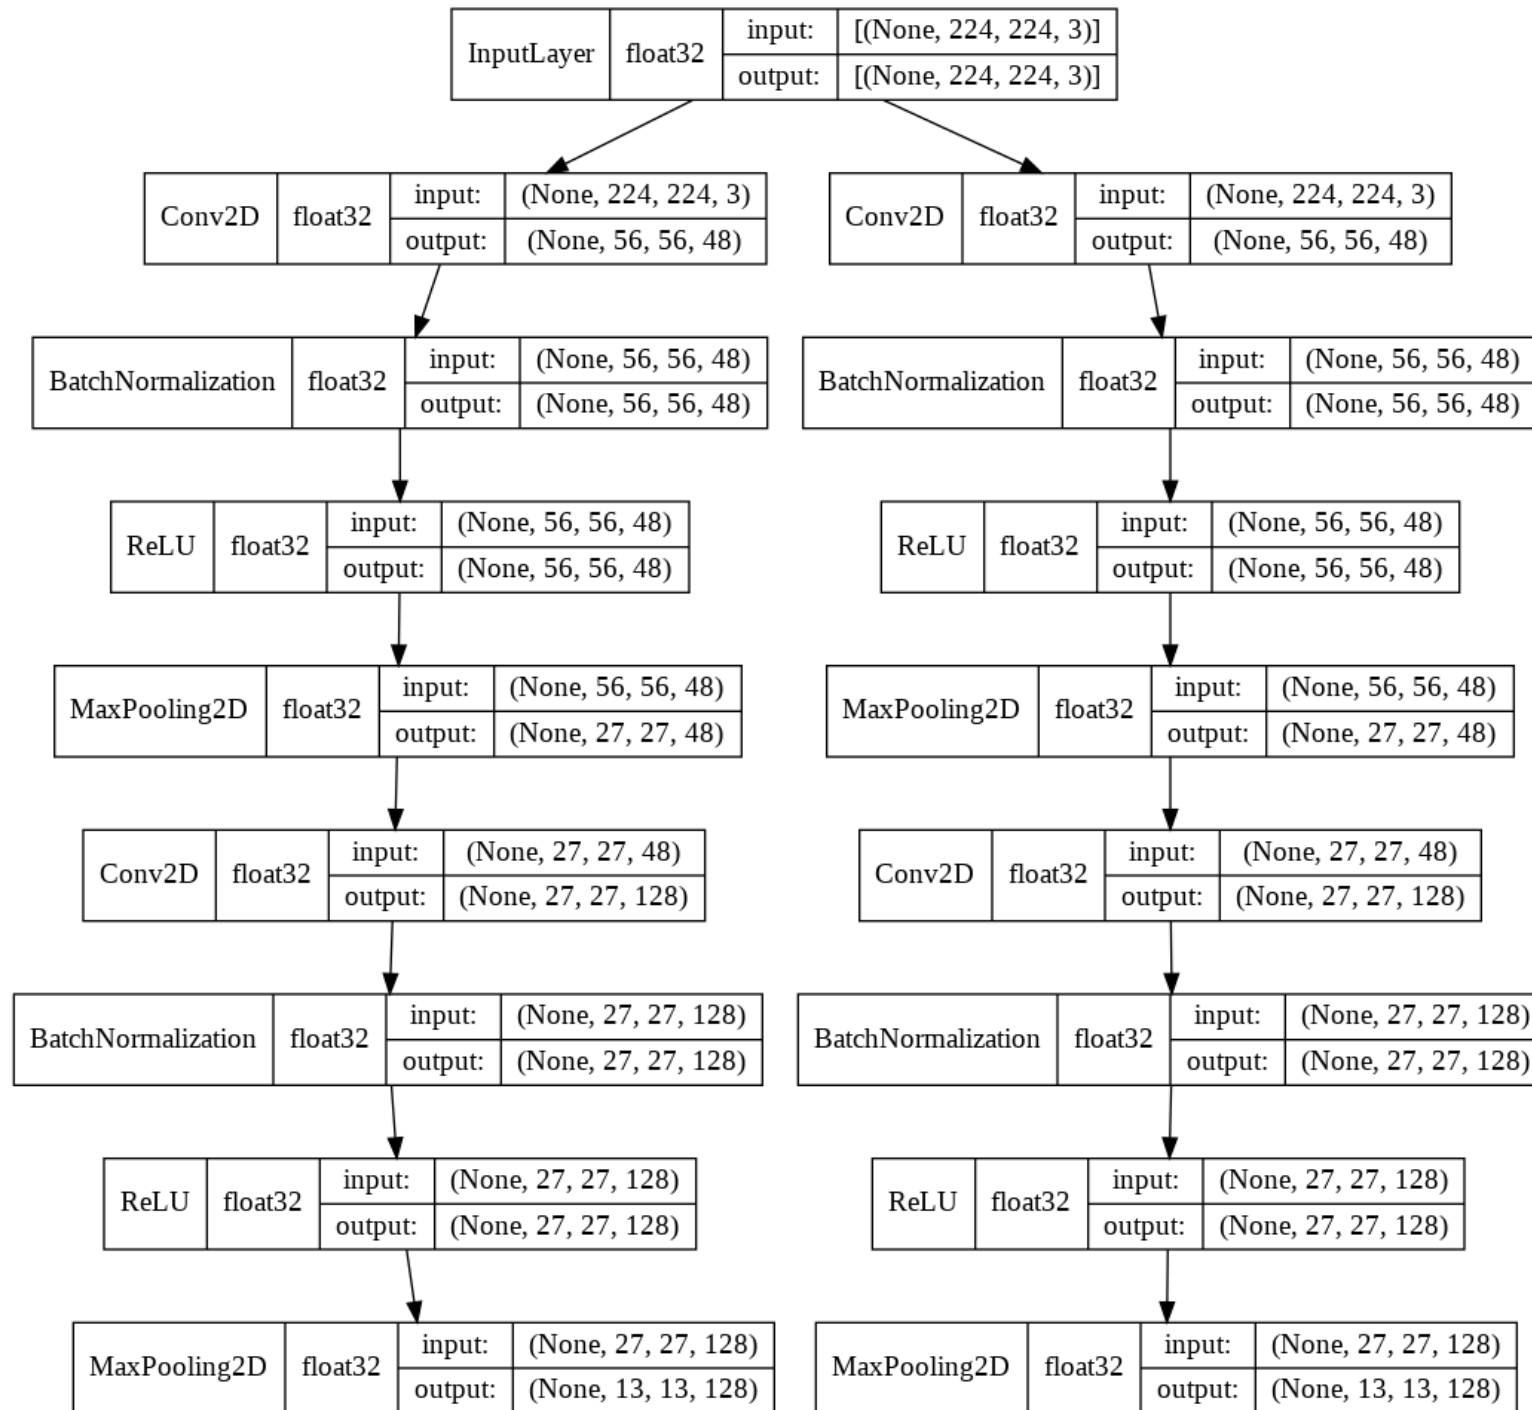 InputLayer float32 input: [(None, 224, 224, 3)]
output: [(None, 224, 224, 3)]
Conv2D float32 input: (None, 224, 224, 3)
output: (None, 56, 56, 48)
Conv2D float32 input: (None, 224, 224, 3)
output: (None, 56, 56, 48)
BatchNormalization float32 input: (None, 56, 56, 48)
output: (None, 56, 56, 48)
BatchNormalization float32 input: (None, 56, 56, 48)
output: (None, 56, 56, 48)
ReLU float32 input: (None, 56, 56, 48)
output: (None, 56, 56, 48)
ReLU float32 input: (None, 56, 56, 48)
output: (None, 56, 56, 48)
MaxPooling2D float32 input: (None, 56, 56, 48)
output: (None, 27, 27, 48)
MaxPooling2D float32 input: (None, 56, 56, 48)
output: (None, 27, 27, 48)
Conv2D float32 input: (None, 27, 27, 48)
output: (None, 27, 27, 128)
Conv2D float32 input: (None, 27, 27, 48)
output: (None, 27, 27, 128)
BatchNormalization float32 input: (None, 27, 27, 128)
output: (None, 27, 27, 128)
BatchNormalization float32 input: (None, 27, 27, 128)
output: (None, 27, 27, 128)
ReLU float32 input: (None, 27, 27, 128)
output: (None, 27, 27, 128)
ReLU float32 input: (None, 27, 27, 128)
output: (None, 27, 27, 128)
MaxPooling2D float32 input: (None, 27, 27, 128)
output: (None, 13, 13, 128)
MaxPooling2D float32 input: (None, 27, 27, 128)
output: (None, 13, 13, 128)